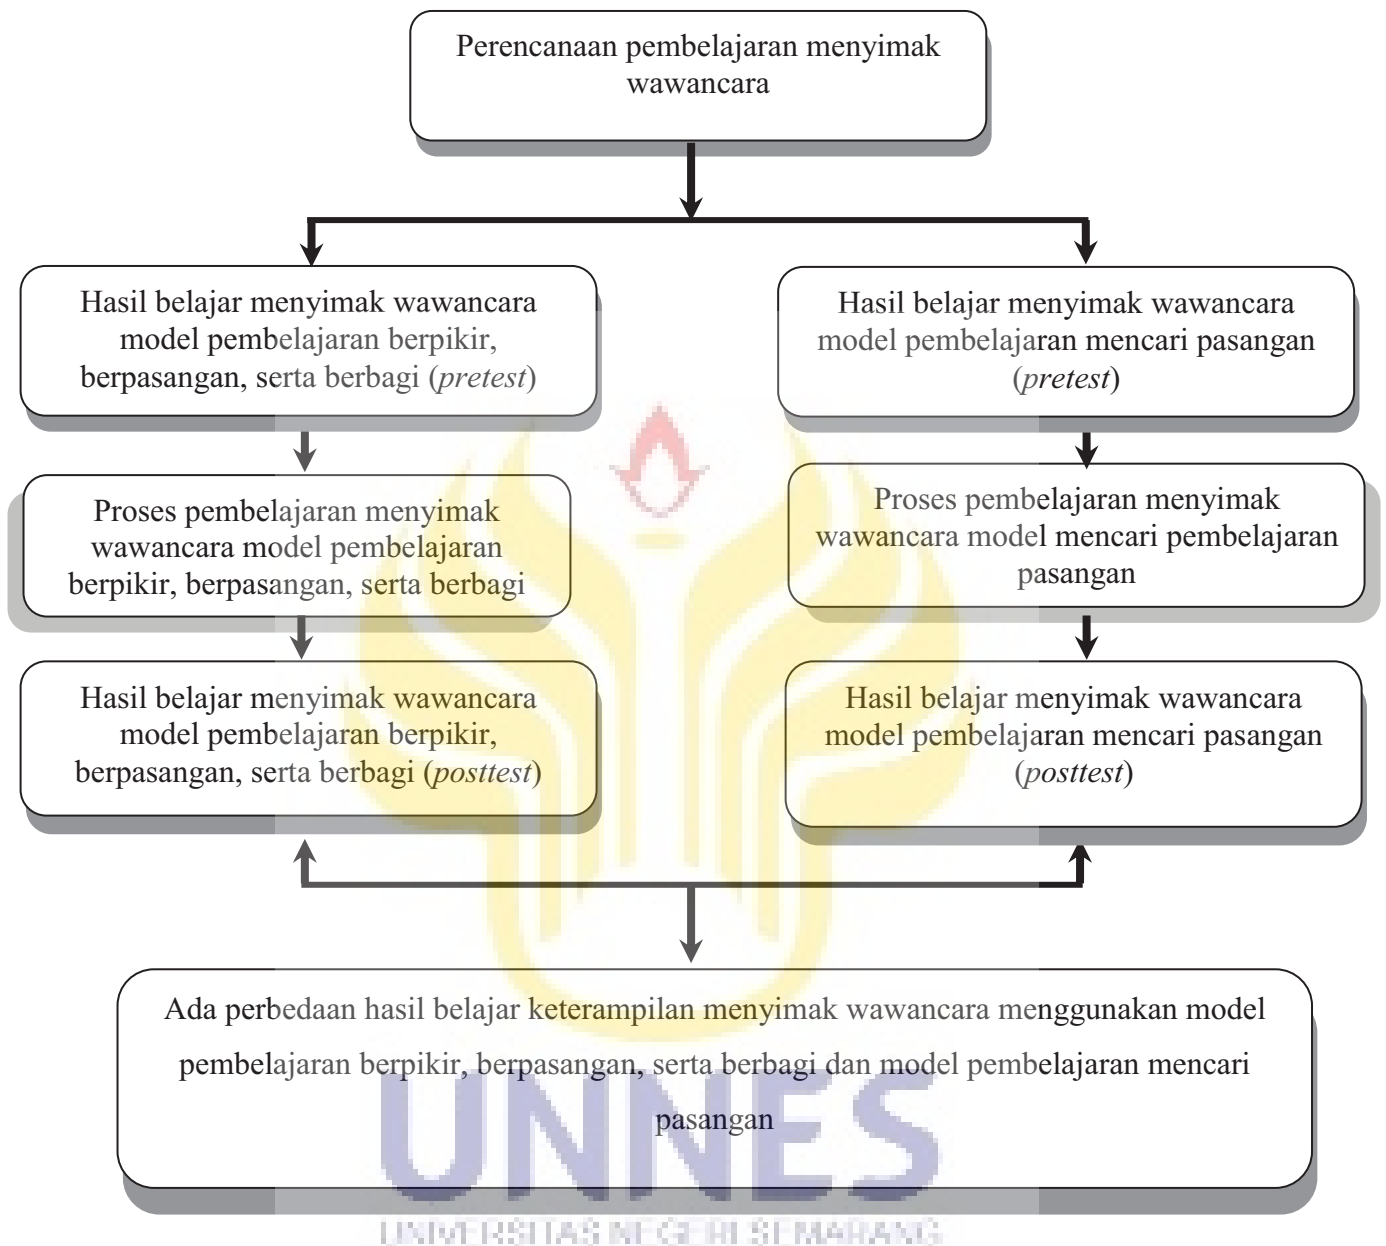 Perencanaan pembelajaran menyimak
wawancara
Hasil belajar menyimak wawancara
model pembelajaran berpikir,
berpasangan, serta berbagi (pretest)
Hasil belajar menyimak wawancara
model pembelajaran mencari pasangan
(pretest)
Proses pembelajaran menyimak
wawancara model pembelajaran
berpikir, berpasangan, serta berbagi
Proses pembelajaran menyimak
wawancara model mencari pembelajaran
pasangan
Hasil belajar menyimak wawancara
model pembelajaran berpikir,
berpasangan, serta berbagi (posttest)
Hasil belajar menyimak wawancara
model pembelajaran mencari pasangan
(posttest)
Ada perbedaan hasil belajar keterampilan menyimak wawancara menggunakan model
pembelajaran berpikir, berpasangan, serta berbagi dan model pembelajaran mencari
pasangan
UNNES
UNIVERSITAS NEGERI SEMARANG